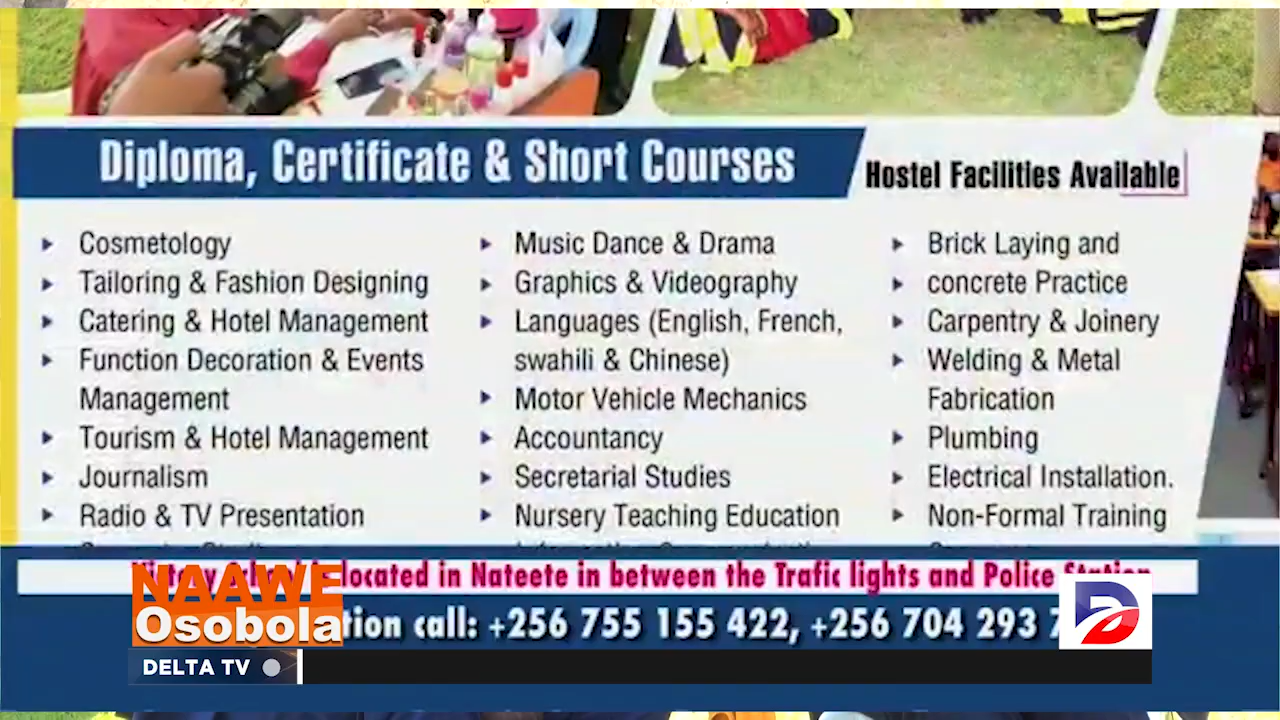 Diploma, Certificate & Short Courses
Hostel Facilities Available
Cosmetology
Tailoring & Fashion Designing
Catering & Hotel Management
Function Decoration & Events
Management
Tourism & Hotel Management
Journalism
Radio & TV Presentation
Music Dance & Drama
Graphics & Videography
Languages (English, French,
swahili & Chinese)
Motor Vehicle Mechanics
Accountancy
Secretarial Studies
Nursery Teaching Education
Brick Laying and
concrete Practice
Carpentry & Joinery
Welding & Metal
Fabrication
Plumbing
Electrical Installation.
Non-Formal Training
located in Nateete in between the Trafic lights and Police Station
call: +256 755 155 422, +256 704 293
NAAWE
Osobola
DELTA TV